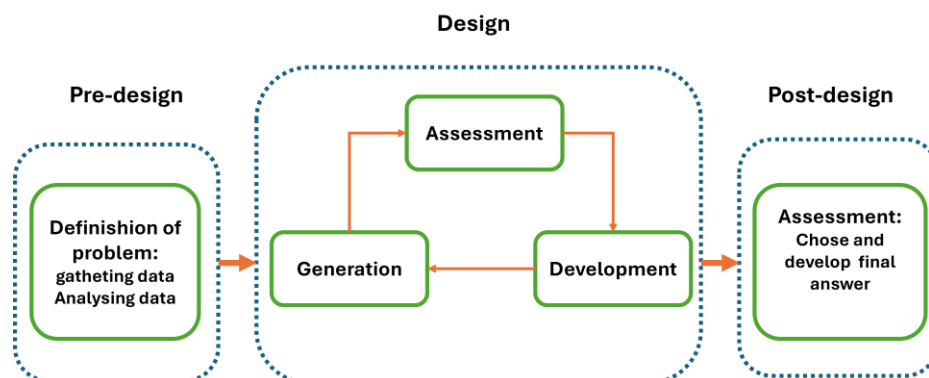 Design
Pre-design
Post-design
Assessment
Generation
Development
Definishion of
problem:
gatheting data
Analysing data
Assessment:
Chose and
develop final
answer